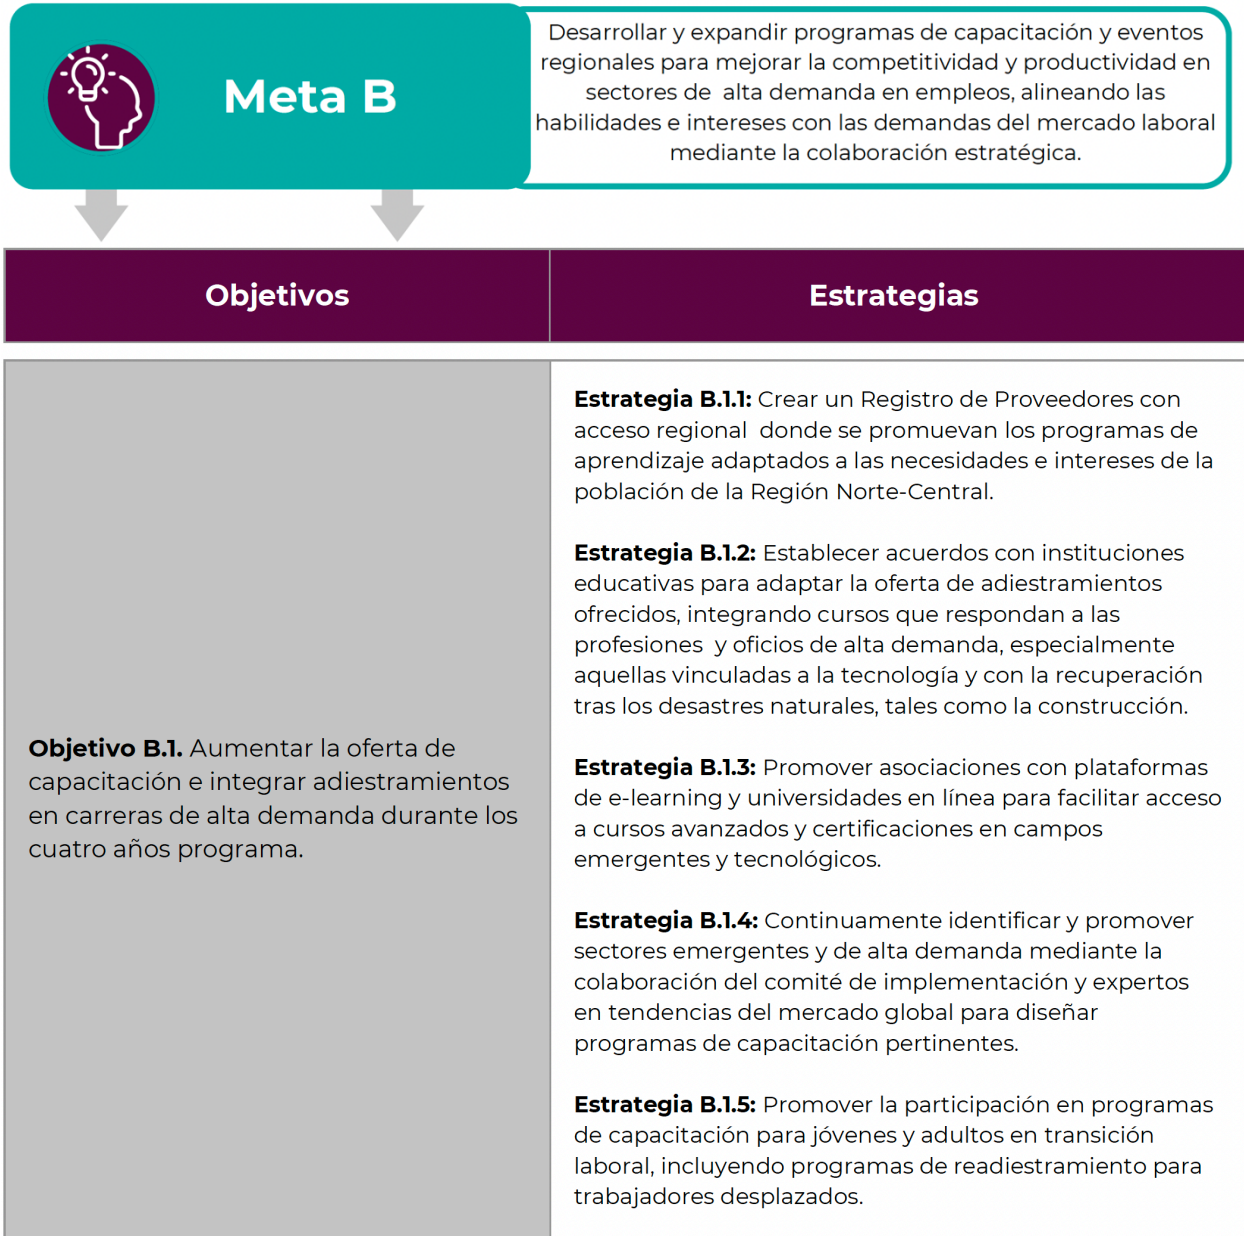 Meta B
Desarrollar y expandir programas de capacitación y eventos
regionales para mejorar la competitividad y productividad en
sectores de alta demanda en empleos, alineando las
habilidades e intereses con las demandas del mercado laboral
mediante la colaboración estratégica.
Objetivos
Estrategias
Objetivo B.1. Aumentar la oferta de
capacitación e integrar adiestramientos
en carreras de alta demanda durante los
cuatro años programa.
Estrategia B.1.1: Crear un Registro de Proveedores con
acceso regional donde se promuevan los programas de
aprendizaje adaptados a las necesidades e intereses de la
población de la Región Norte-Central.
Estrategia B.1.2: Establecer acuerdos con instituciones
educativas para adaptar la oferta de adiestramientos
ofrecidos, integrando cursos que respondan a las
profesiones y oficios de alta demanda, especialmente
aquellas vinculadas a la tecnología y con la recuperación
tras los desastres naturales, tales como la construcción.
Estrategia B.1.3: Promover asociaciones con plataformas
de e-learning y universidades en línea para facilitar acceso
a cursos avanzados y certificaciones en campos
emergentes y tecnológicos.
Estrategia B.1.4: Continuamente identificar y promover
sectores emergentes y de alta demanda mediante la
colaboración del comité de implementación y expertos
en tendencias del mercado global para diseñar
programas de capacitación pertinentes.
Estrategia B.1.5: Promover la participación en programas
de capacitación para jóvenes y adultos en transición
laboral, incluyendo programas de readiestramiento para
trabajadores desplazados.